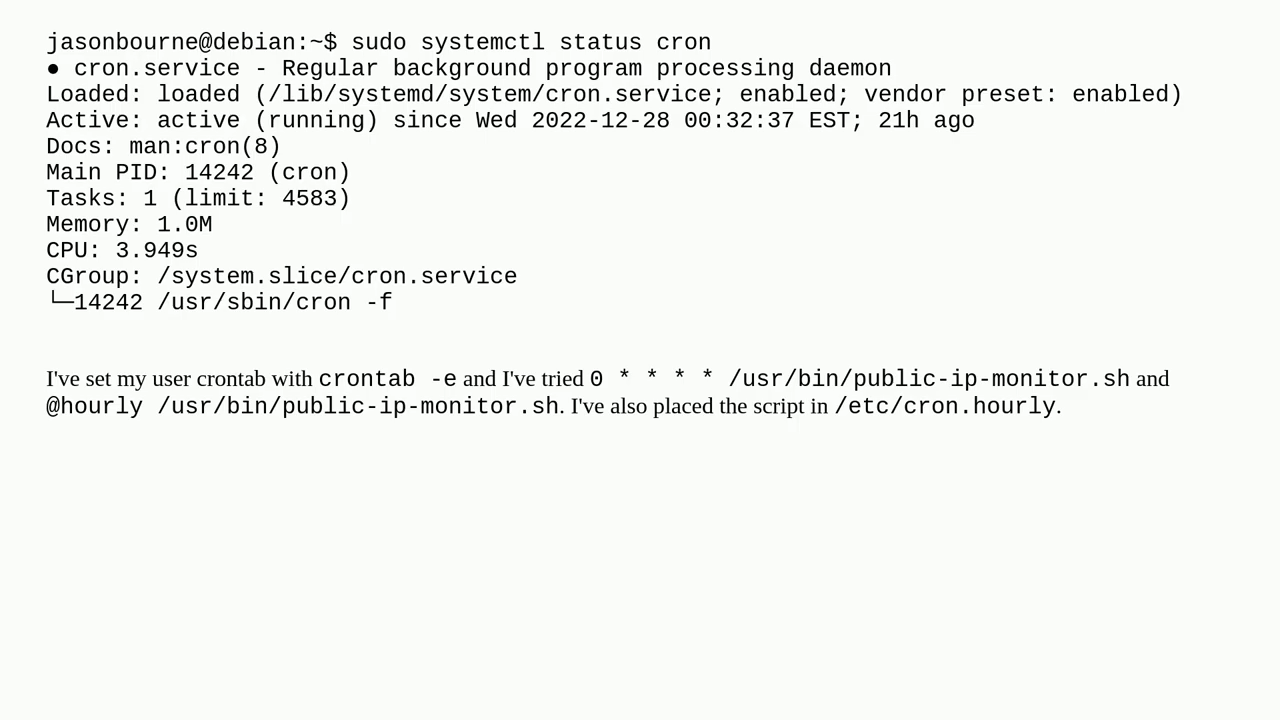 jasonbourne@debian:~$ sudo systemctl status cron
● cron.service - Regular background program processing daemon
Loaded: loaded (/lib/systemd/system/cron.service; enabled; vendor preset: enabled)
Active: active (running) since Wed 2022-12-28 00:32:37 EST; 21h ago
Docs: man:cron(8)
Main PID: 14242 (cron)
Tasks: 1 (limit: 4583)
Memory: 1.0M
CPU: 3.949s
CGroup: /system.slice/cron.service
└─14242 /usr/sbin/cron -f
I've set my user crontab with crontab -e and I've tried 0 * * * * /usr/bin/public-ip-monitor.sh and
@hourly /usr/bin/public-ip-monitor.sh. I've also placed the script in /etc/cron.hourly.